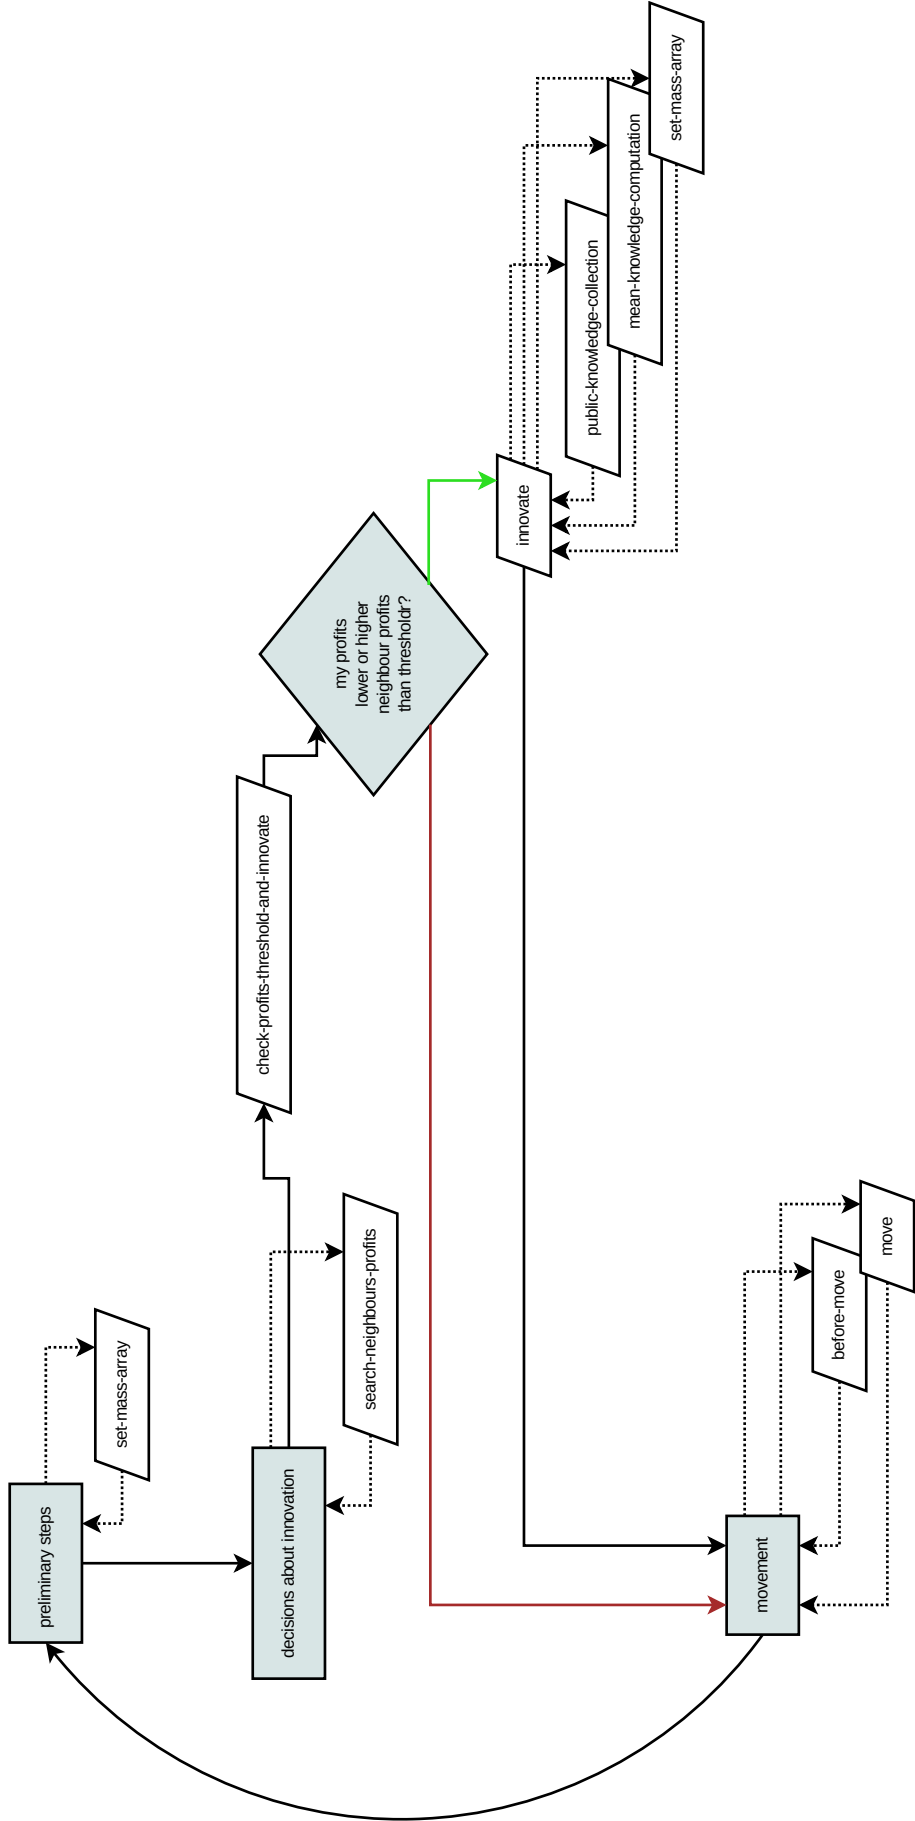 preliminary steps
set-mass-array
decisions about innovation
search-neighbours-profits
check-profits-threshold-and-innovate
my profits
lower or higher
neighbour profits
than thresholdr?
innovate
public-knowledge-collection
mean-knowledge-computation
set-mass-array
movement
before-move
move